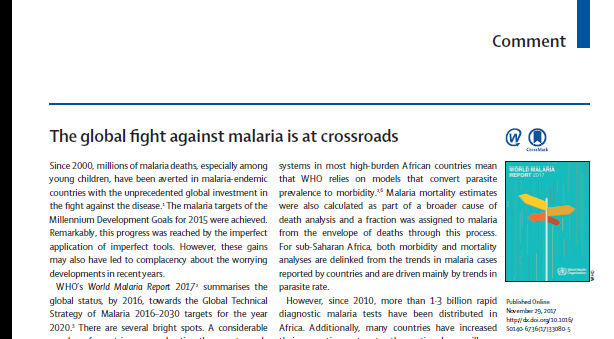 Comment
The global fight against malaria is at crossroads
Since 2000, millions of malaria deaths, especially among
young children, have been averted in malaria-endemic
countries with the unprecedented global investment in
the fight against the disease.¹ The malaria targets of the
Millennium Development Goals for 2015 were achieved.
Remarkably, this progress was reached by the imperfect
application of imperfect tools. However, these gains
may also have led to complacency about the worrying
developments in recent years.
WHO's World Malaria Report 2017² summarises the
global status, by 2016, towards the Global Technical
Strategy of Malaria 2016–2030 targets for the year
2020.³ There are several bright spots. A considerable
systems in most high-burden African countries mean
that WHO relies on models that convert parasite
prevalence to morbidity.²,⁶ Malaria mortality estimates
were also calculated as part of a broader cause of
death analysis and a fraction was assigned to malaria
from the envelope of deaths through this process.
For sub-Saharan Africa, both morbidity and mortality
analyses are delinked from the trends in malaria cases
reported by countries and are driven mainly by trends in
parasite rate.
However, since 2010, more than 1·3 billion rapid
diagnostic malaria tests have been distributed in
Africa. Additionally, many countries have increased
CrossMark
WORLD MALARIA
REPORT 2017
World Health
Organization
WHO
Published Online
November 29, 2017
http://dx.doi.org/10.1016/
S0140-6736(17)33080-5